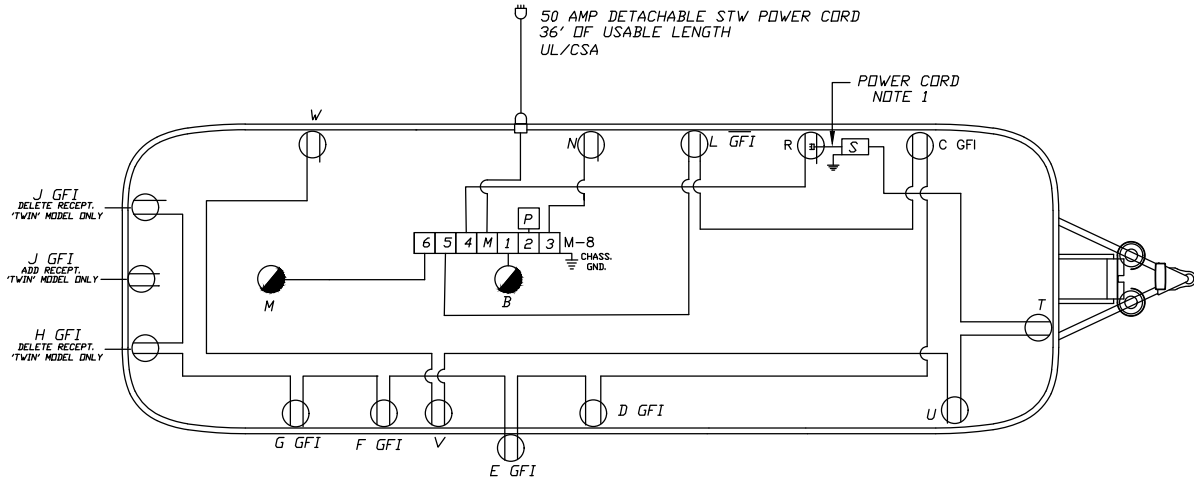 50 AMP DETACHABLE STW POWER CORD
36' OF USABLE LENGTH
UL/CSA
POWER CORD
NOTE 1
W
N
L GFI
R
S
C GFI
J GFI
DELETE RECEPT.
'TWIN' MODEL ONLY
P
6 5 4 M 1 2 3 M-8
CHASS.
GND.
J GFI
ADD RECEPT.
'TWIN' MODEL ONLY
M
B
T
H GFI
DELETE RECEPT.
'TWIN' MODEL ONLY
G GFI
F GFI
V
E GFI
D GFI
U